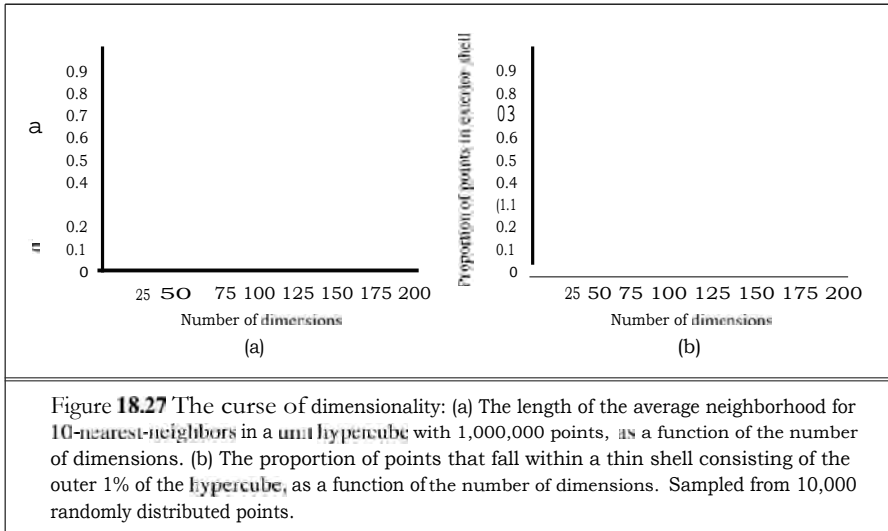 a
0.9
0.8
0.7
0.6
0.5
0.4
0.2
0.1
0
25 50 75 100 125 150 175 200
Number of dimensions
(a)
Proportion of points in exterior shell
0.9
0.8
03
0.6
0.5
0.4
(1.1
0.2
0.1
0
25 50 75 100 125 150 175 200
Number of dimensions
(b)
Figure 18.27 The curse of dimensionality: (a) The length of the average neighborhood for
10-nearest-neighbors in a unit hypercube with 1,000,000 points, as a function of the number
of dimensions. (b) The proportion of points that fall within a thin shell consisting of the
outer 1% of the hypercube, as a function of the number of dimensions. Sampled from 10,000
randomly distributed points.